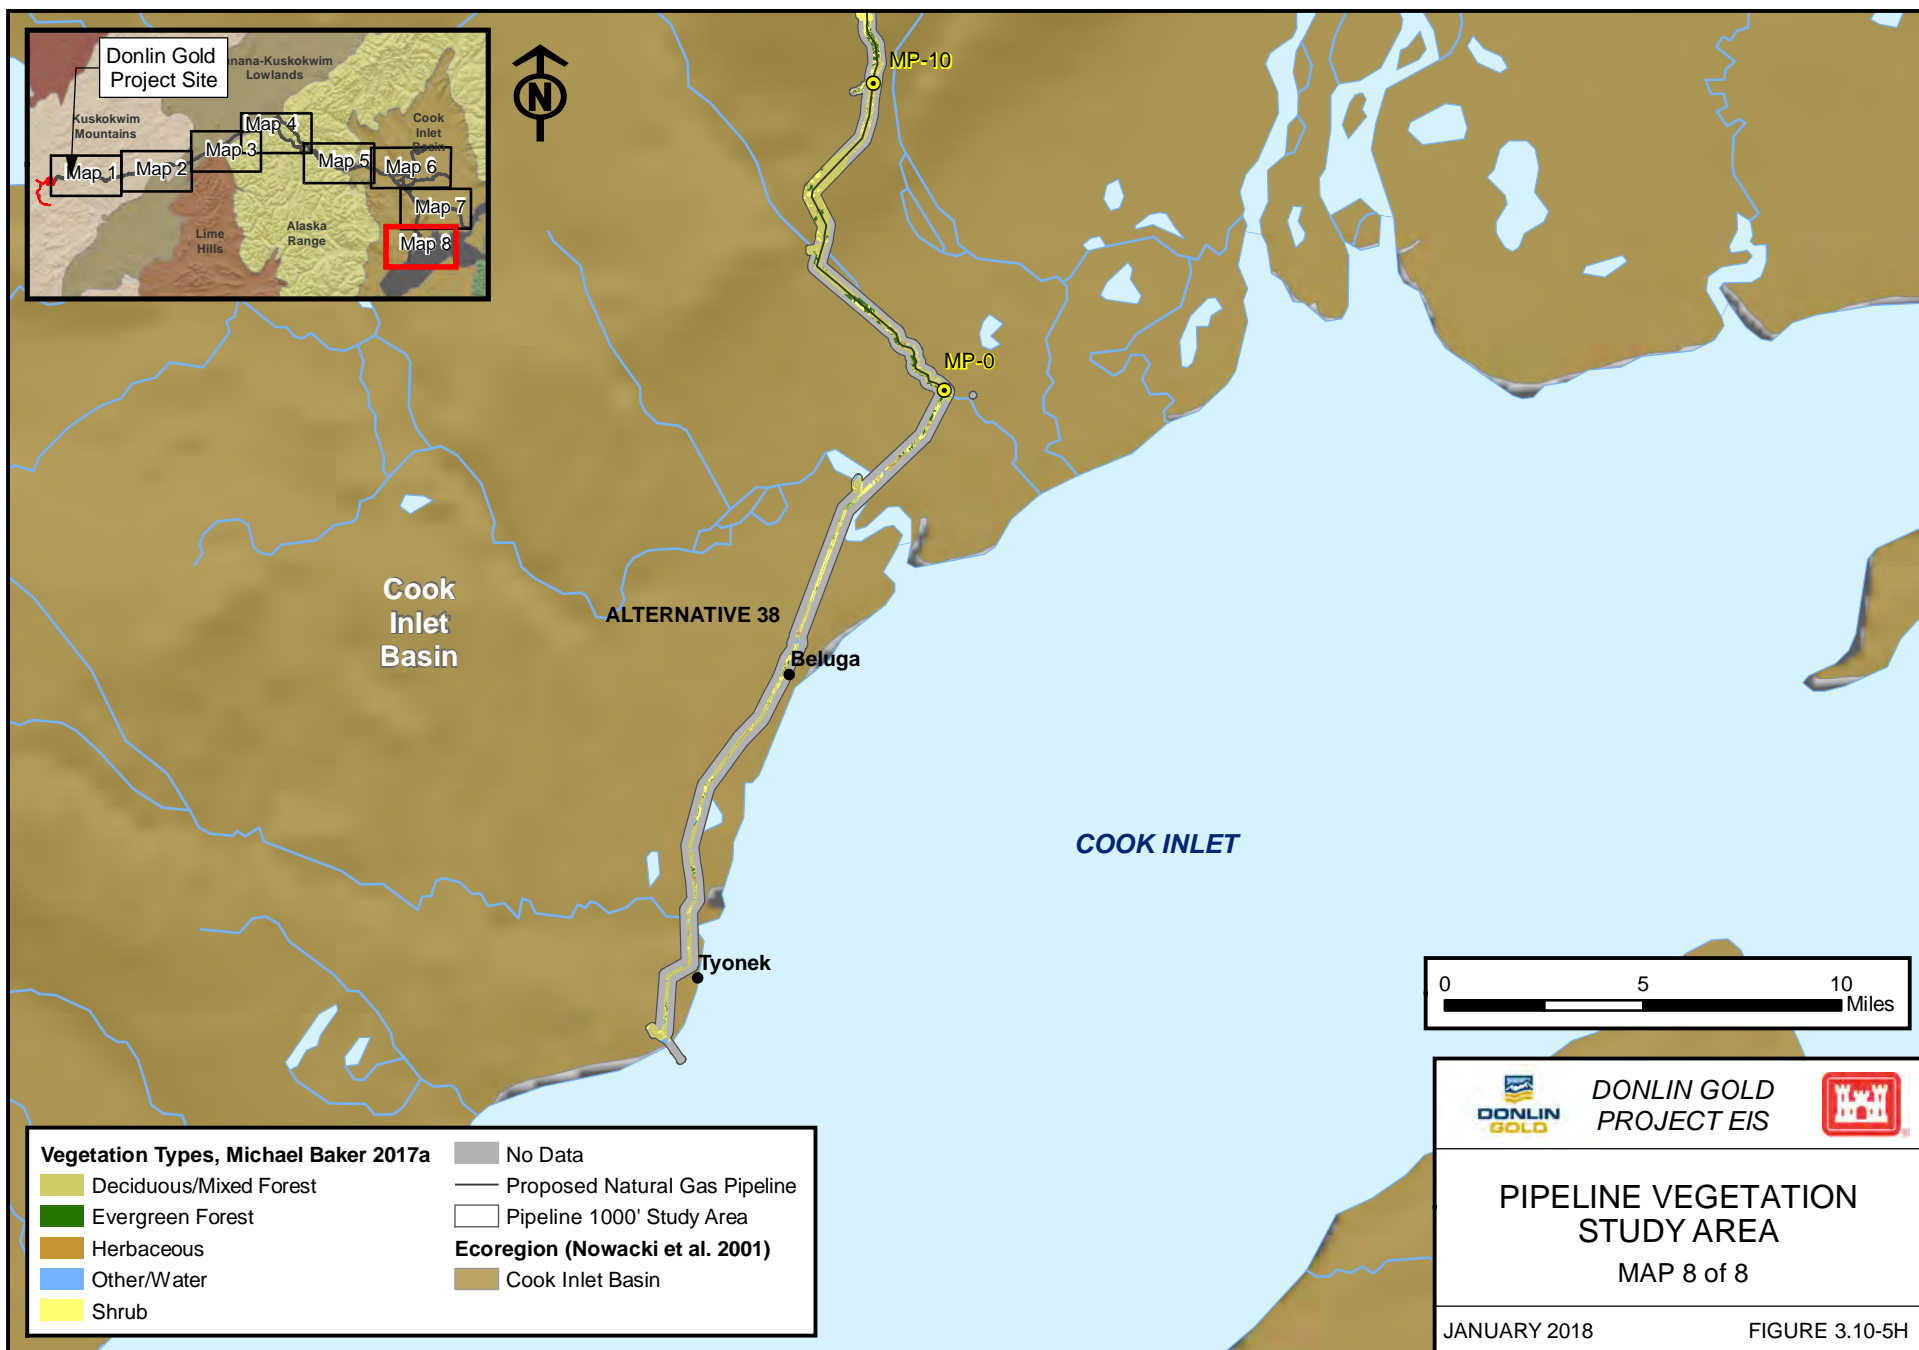 Donlin Gold
Project Site
nana-Kuskokwim
Lowlands
Kuskokwim
Mountains
Cook
Inlet
Basin
Lime
Hills
Alaska
Range
Map 1
Map 2
Map 3
Map 4
Map 5
Map 6
Map 7
Map 8
N
MP-10
MP-0
Cook
Inlet
Basin
ALTERNATIVE 38
Beluga
COOK INLET
Tyonek
0 5 10
Miles
Vegetation Types, Michael Baker 2017a
Deciduous/Mixed Forest
Evergreen Forest
Herbaceous
Other/Water
Shrub
No Data
Proposed Natural Gas Pipeline
Pipeline 1000' Study Area
Ecoregion (Nowacki et al. 2001)
Cook Inlet Basin
DONLIN
GOLD
DONLIN GOLD
PROJECT EIS
PIPELINE VEGETATION
STUDY AREA
MAP 8 of 8
JANUARY 2018
FIGURE 3.10-5H